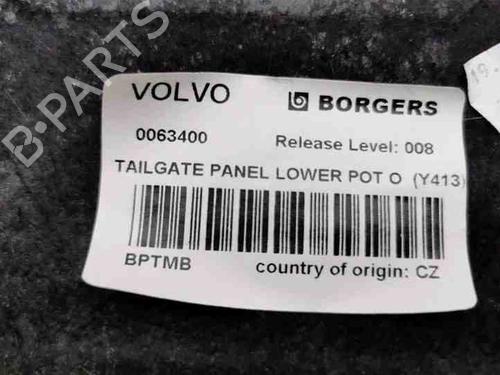 B-PARTS
VOLVO BORGERS
0063400 Release Level: 008
TAILGATE PANEL LOWER POT O (Y413)
BPTMB country of origin: CZ